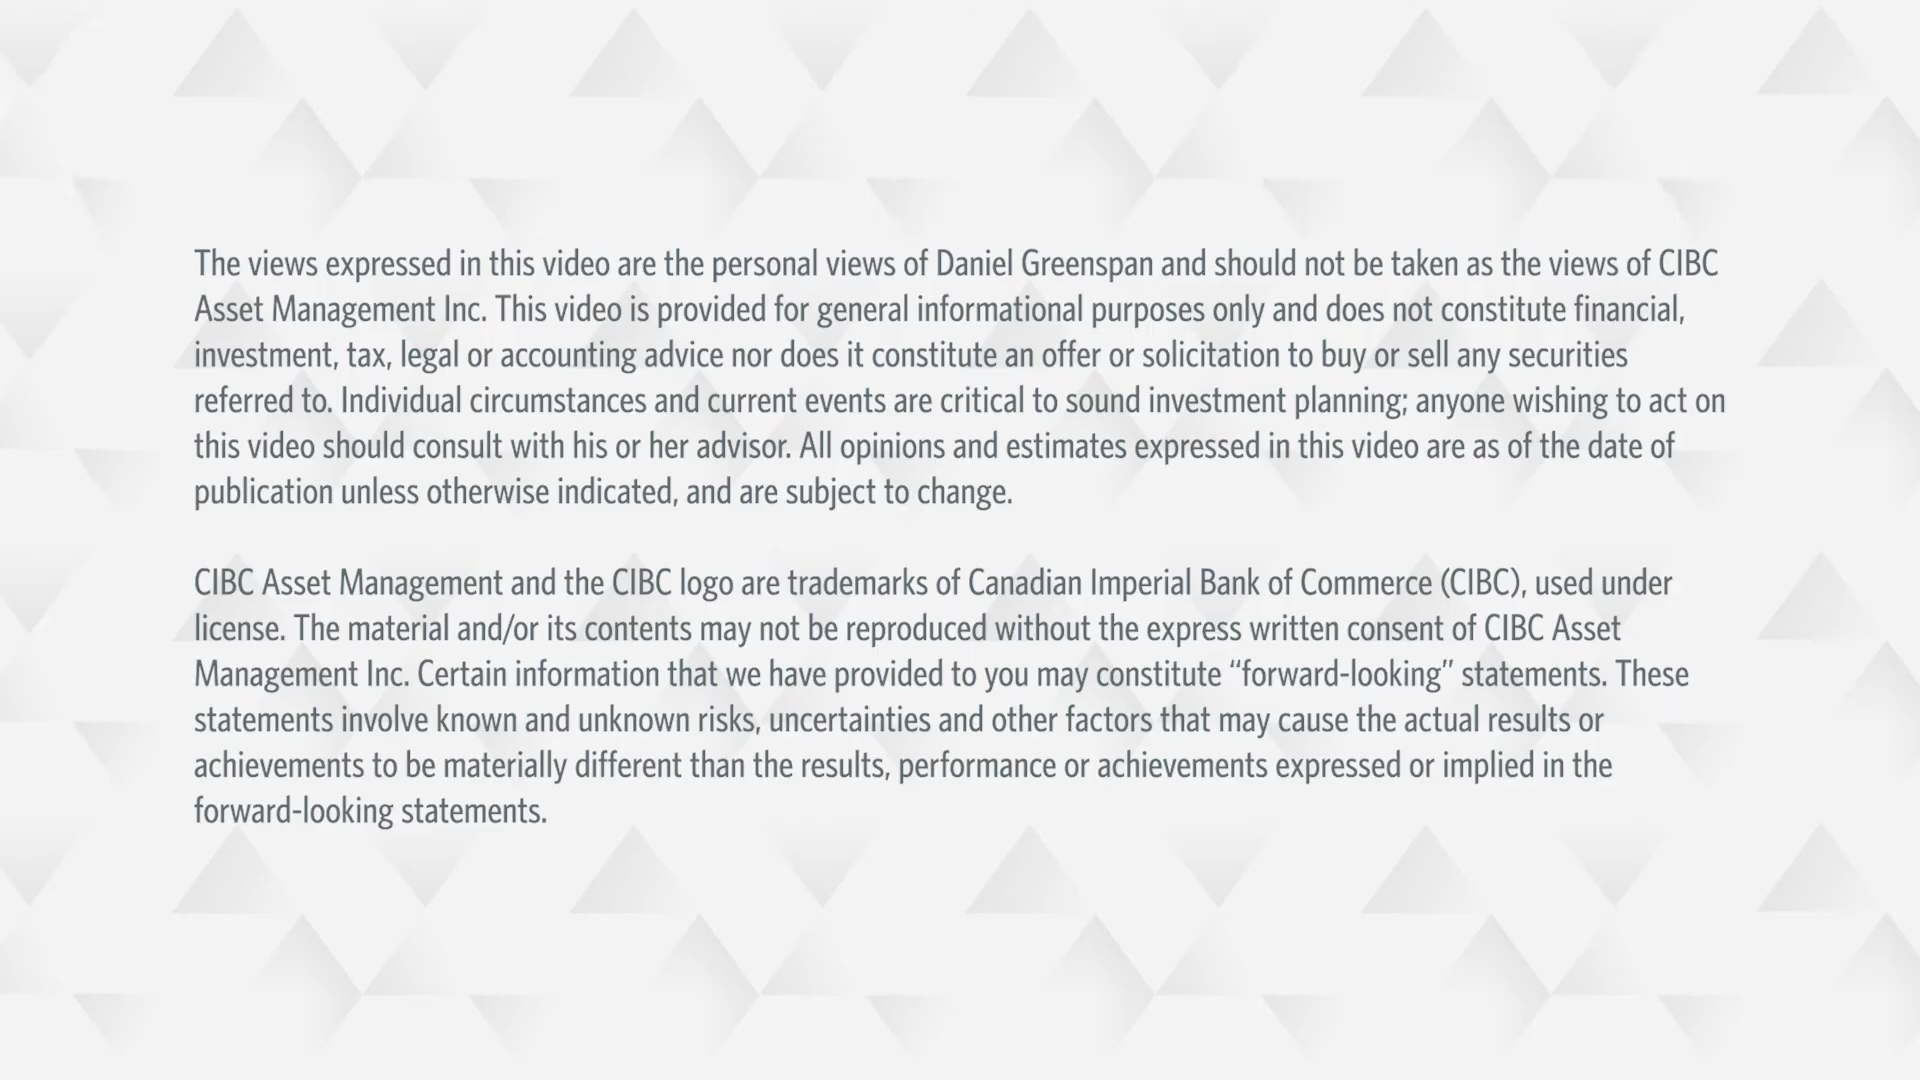 The views expressed in this video are the personal views of Daniel Greenspan and should not be taken as the views of CIBC
Asset Management Inc. This video is provided for general informational purposes only and does not constitute financial,
investment, tax, legal or accounting advice nor does it constitute an offer or solicitation to buy or sell any securities
referred to. Individual circumstances and current events are critical to sound investment planning; anyone wishing to act on
this video should consult with his or her advisor. All opinions and estimates expressed in this video are as of the date of
publication unless otherwise indicated, and are subject to change.
CIBC Asset Management and the CIBC logo are trademarks of Canadian Imperial Bank of Commerce (CIBC), used under
license. The material and/or its contents may not be reproduced without the express written consent of CIBC Asset
Management Inc. Certain information that we have provided to you may constitute “forward-looking” statements. These
statements involve known and unknown risks, uncertainties and other factors that may cause the actual results or
achievements to be materially different than the results, performance or achievements expressed or implied in the
forward-looking statements.